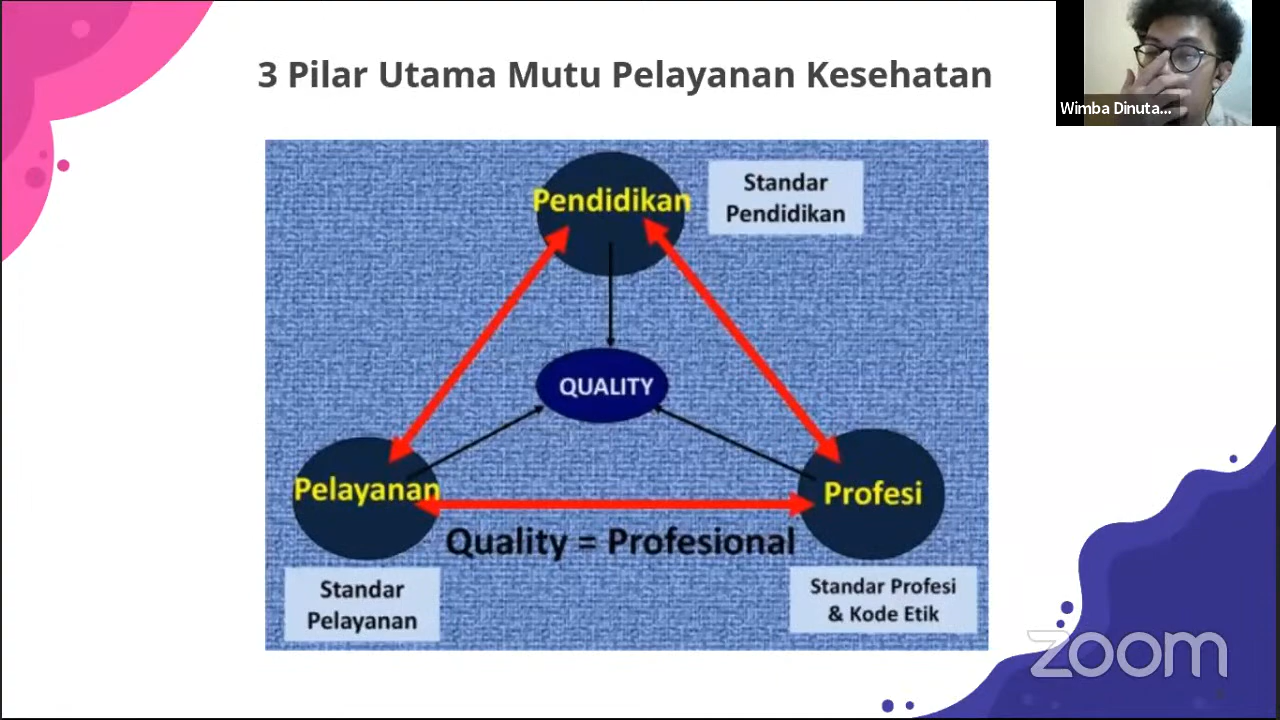 3 Pilar Utama Mutu Pelayanan Kesehatan
Wimba Dinuta...
Pendidikan
Standar
Pendidikan
QUALITY
Pelayanan
Profesi
Quality = Profesional
Standar
Pelayanan
Standar Profesi
& Kode Etik
zoom